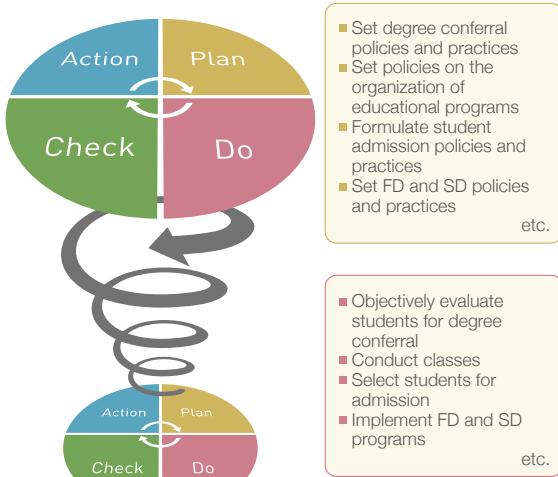 Action
Plan
Check
Do
■ Set degree conferral
policies and practices
■ Set policies on the
organization of
educational programs
■ Formulate student
admission policies and
practices
■ Set FD and SD policies
and practices
etc.
■ Objectively evaluate
students for degree
conferral
■ Conduct classes
■ Select students for
admission
■ Implement FD and SD
programs
etc.
Action
Plan
Check
Do